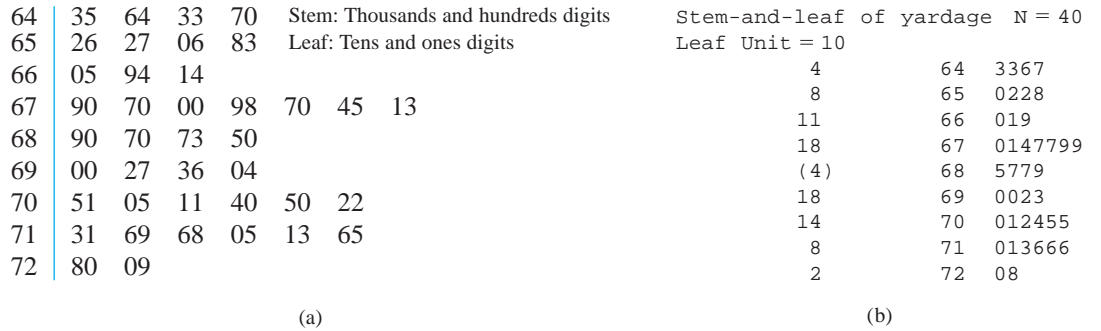 64 35 64 33 70 Stem: Thousands and hundreds digits
65 26 27 06 83 Leaf: Tens and ones digits
66 05 94 14
67 90 70 00 98 70 45 13
68 90 70 73 50
69 00 27 36 04
70 51 05 11 40 50 22
71 31 69 68 05 13 65
72 80 09
(a)
Stem-and-leaf of yardage N = 40
Leaf Unit = 10
4 64 3367
8 65 0228
11 66 019
18 67 0147799
(4) 68 5779
18 69 0023
14 70 012455
8 71 013666
2 72 08
(b)